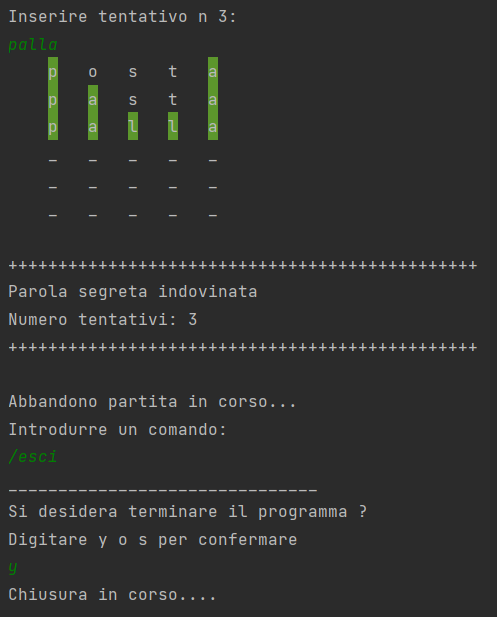 Inserire tentativo n 3:
palla
p o s t a
p a s t a
p a l l a
_ _ _ _ _
_ _ _ _ _
_ _ _ _ _
+++++++++++++++++++++++++++++++++++++++++++++++
Parola segreta indovinata
Numero tentativi: 3
+++++++++++++++++++++++++++++++++++++++++++++++
Abbandono partita in corso...
Introdurre un comando:
/esci
_______________________________
Si desidera terminare il programma ?
Digitare y o s per confermare
y
Chiusura in corso....